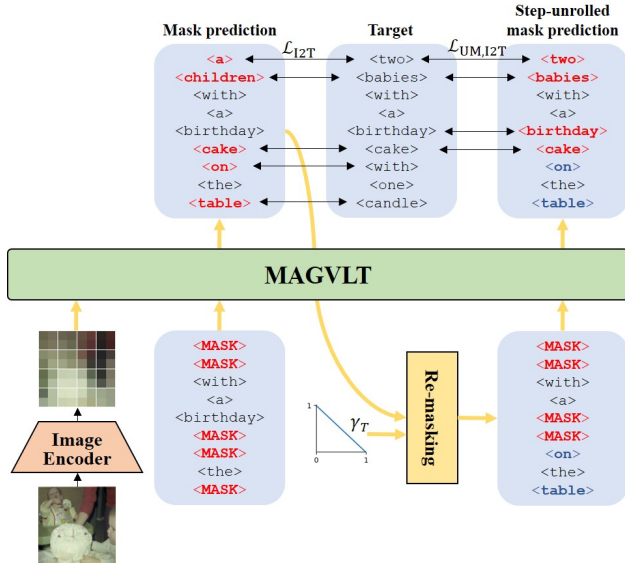 Mask prediction
Target
Step-unrolled
mask prediction
<a>
<children>
<with>
<a>
<birthday>
<cake>
<on>
<the>
<table>
ℒI2T
<two>
<babies>
<with>
<a>
<birthday>
<cake>
<with>
<one>
<candle>
ℒUM,I2T
<two>
<babies>
<with>
<a>
<birthday>
<cake>
<on>
<the>
<table>
MAGVLT
Image
Encoder
<MASK>
<MASK>
<with>
<a>
<birthday>
<MASK>
<MASK>
<the>
<MASK>
1
γT
0
1
Re-masking
<MASK>
<MASK>
<with>
<a>
<MASK>
<MASK>
<on>
<the>
<table>